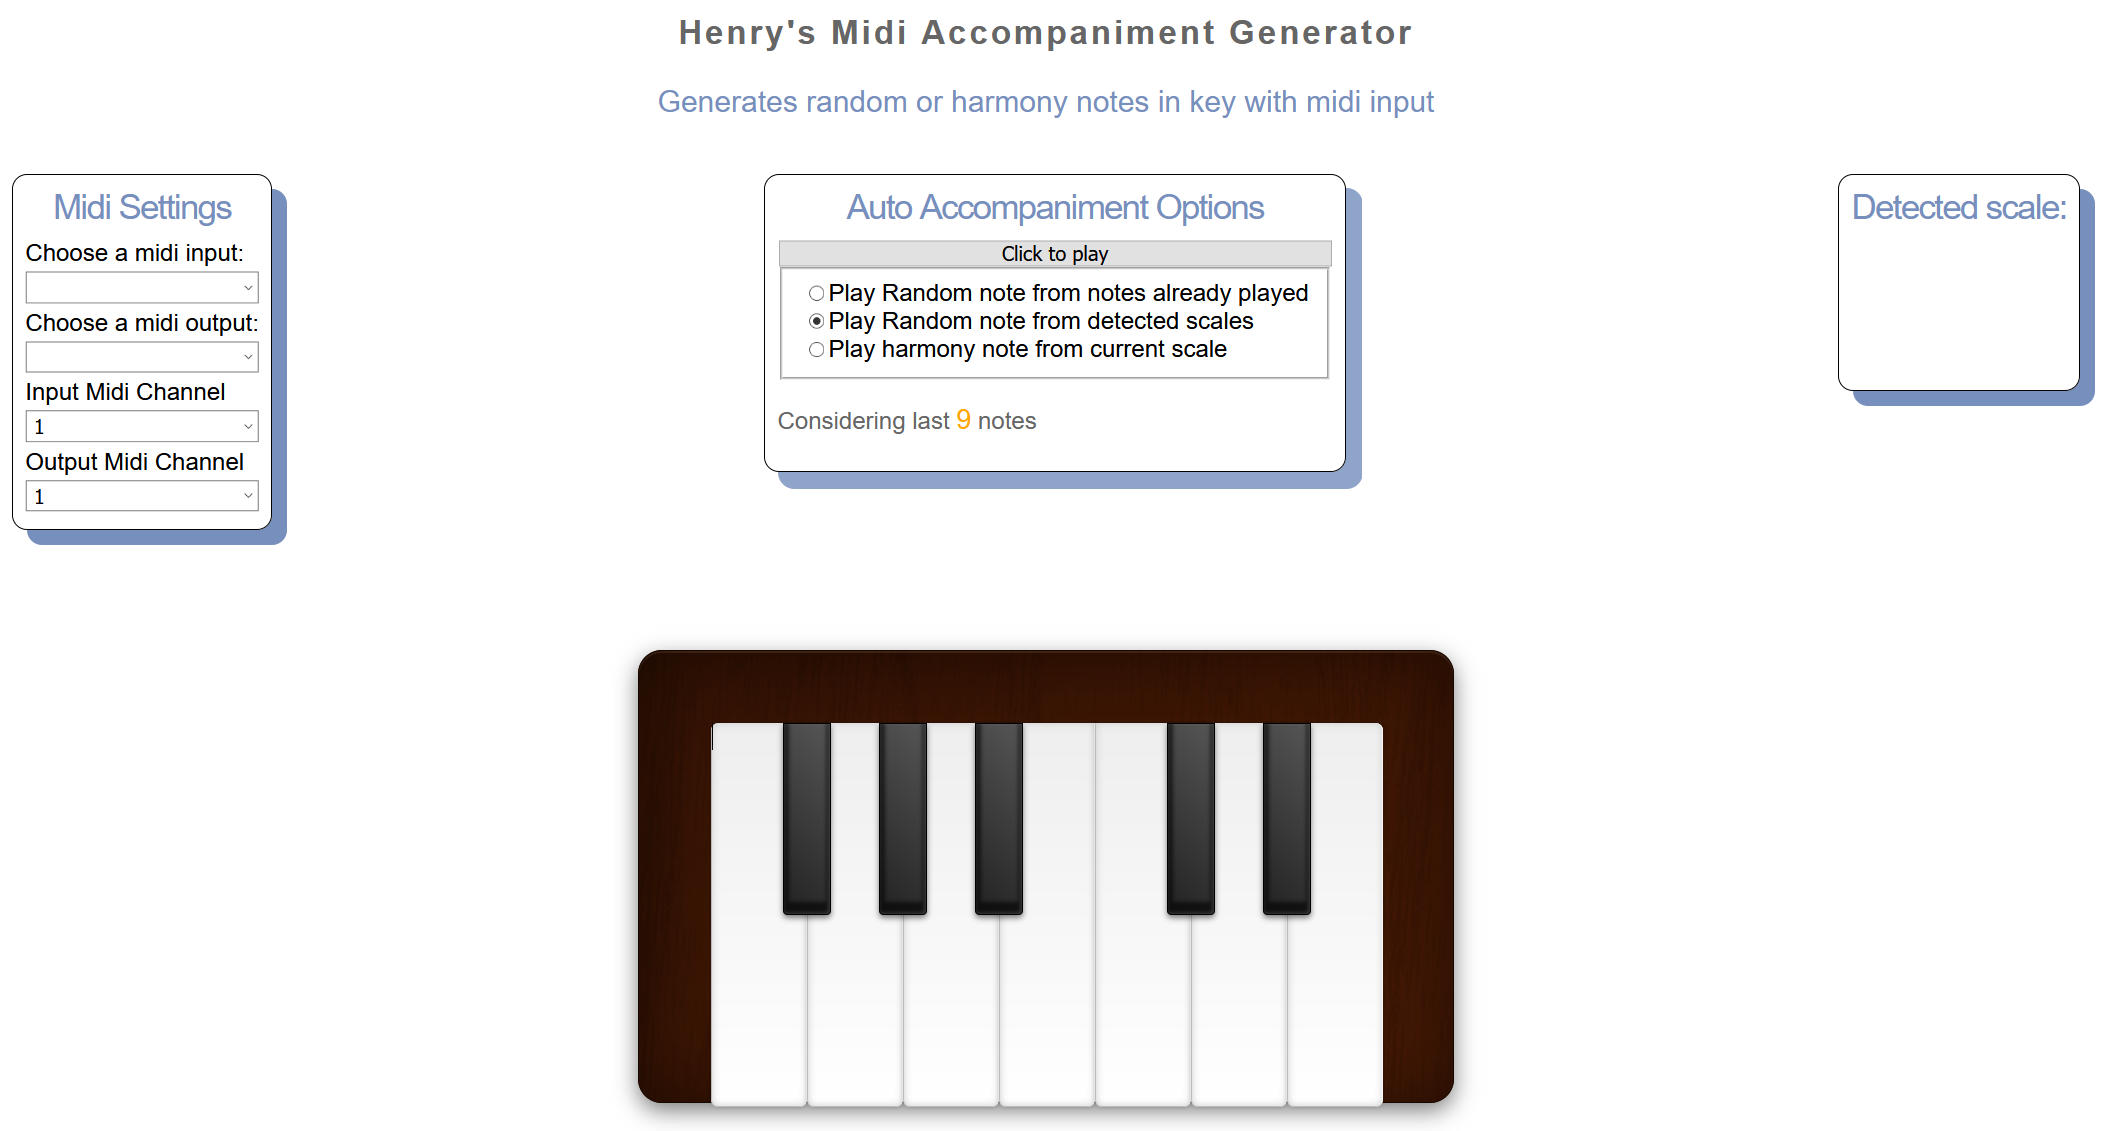 Henry's Midi Accompaniment Generator
Generates random or harmony notes in key with midi input
Midi Settings
Choose a midi input:
Choose a midi output:
Input Midi Channel
1
Output Midi Channel
1
Auto Accompaniment Options
Click to play
Play Random note from notes already played
Play Random note from detected scales
Play harmony note from current scale
Considering last 9 notes
Detected scale: